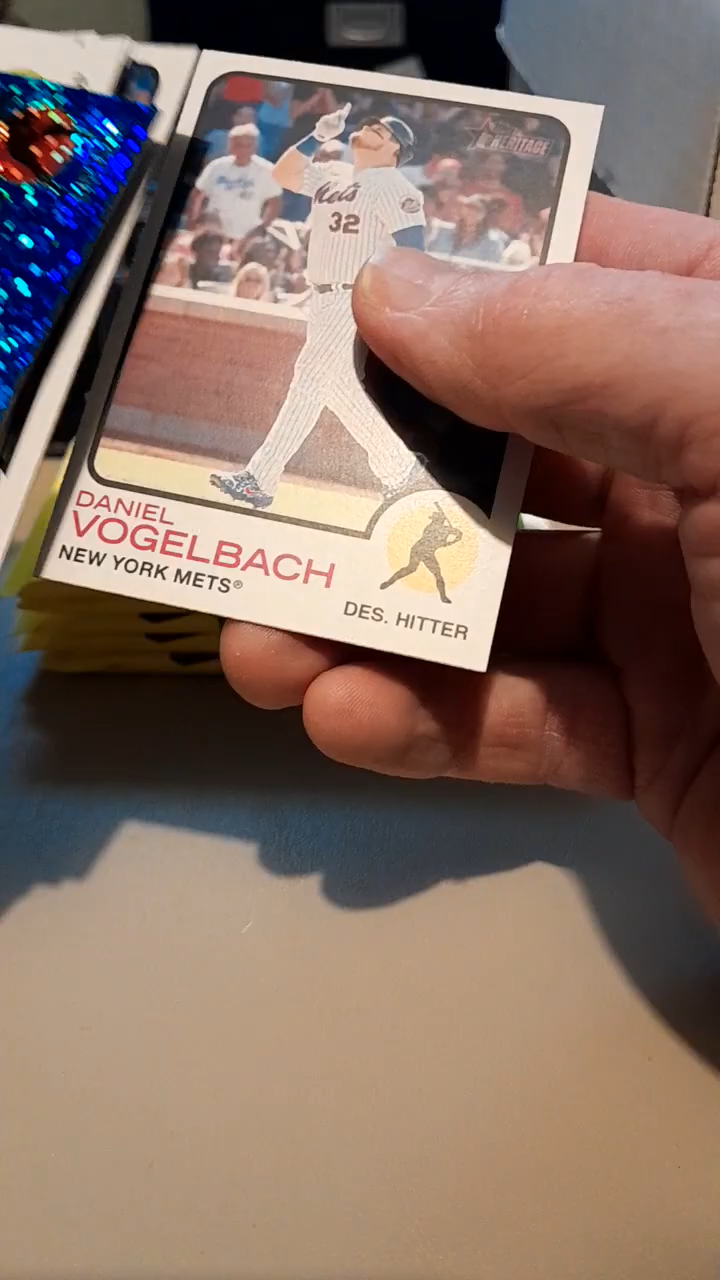 HERITAGE
Mets
32
DANIEL
VOGELBACH
NEW YORK METS®
DES. HITTER